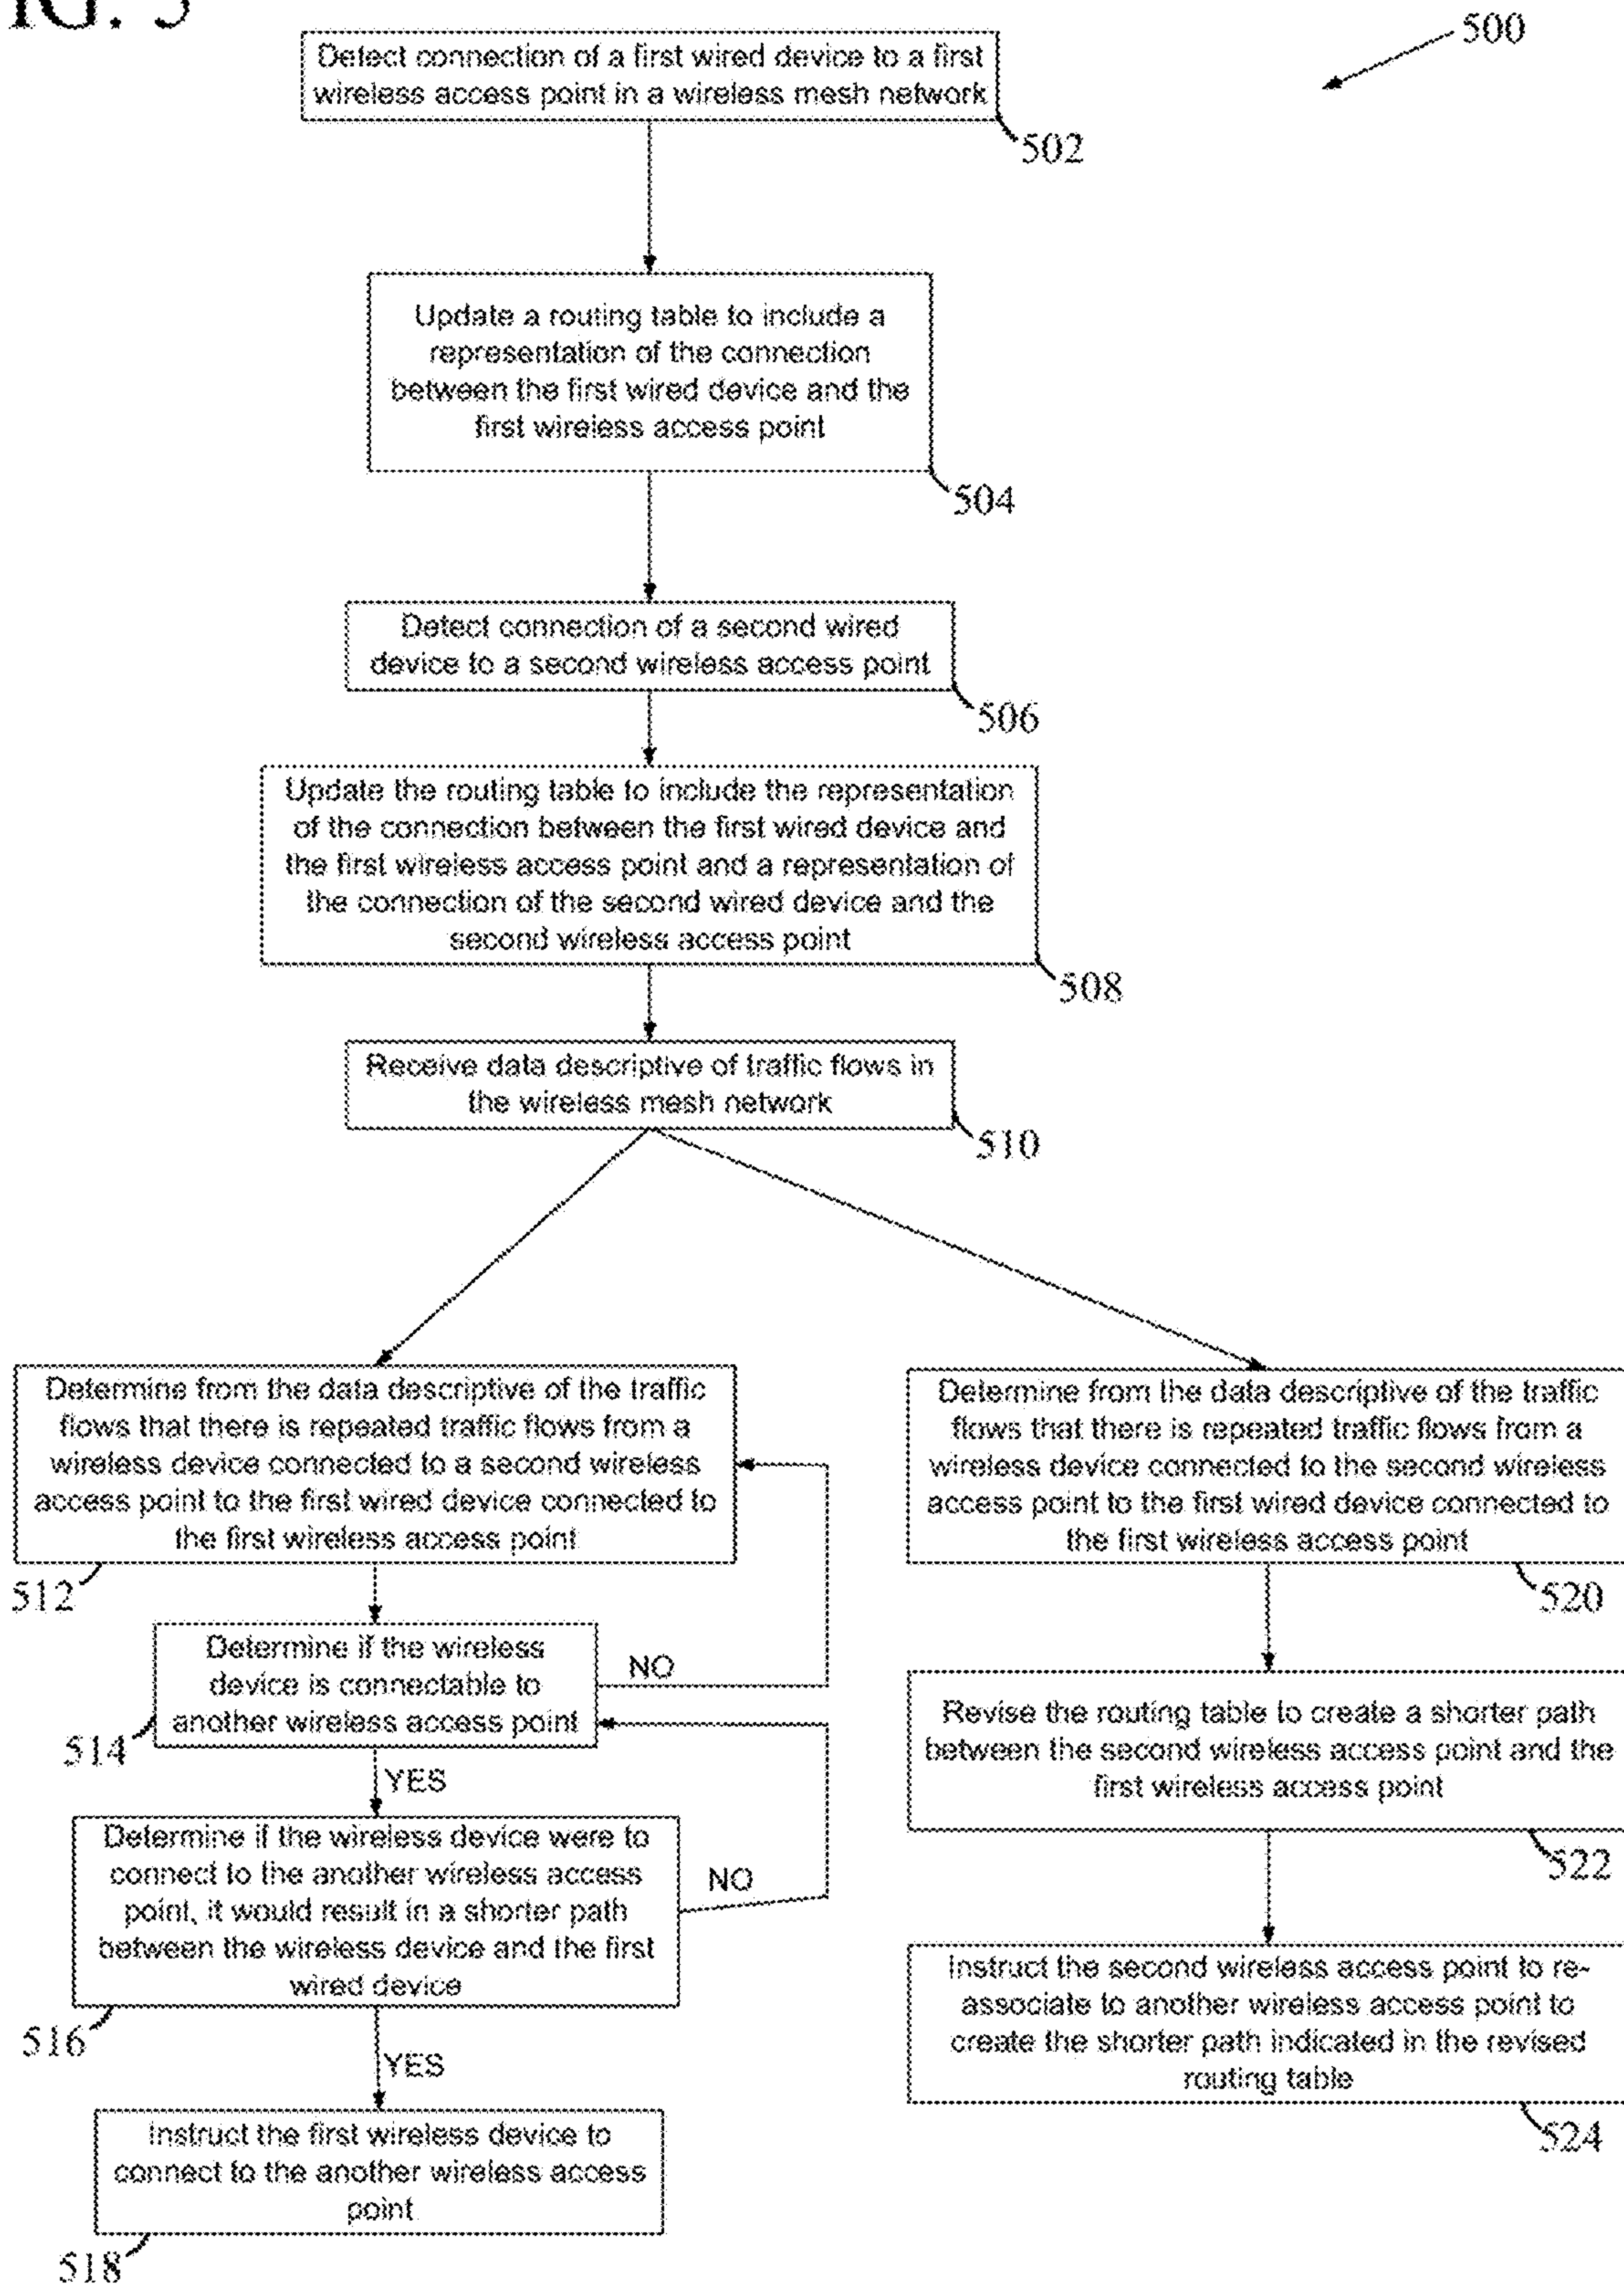 IG. 5
500
Detect connection of a first wired device to a first
wireless access point in a wireless mesh network
502
Update a routing table to include a
representation of the connection
between the first wired device and the
first wireless access point
504
Detect connection of a second wired
device to a second wireless access point
506
Update the routing table to include the representation
of the connection between the first wired device and
the first wireless access point and a representation of
the connection of the second wired device and the
second wireless access point
508
Receive data descriptive of traffic flows in
the wireless mesh network
510
Determine from the data descriptive of the traffic
flows that there is repeated traffic flows from a
wireless device connected to a second wireless
access point to the first wired device connected to
the first wireless access point
512
Determine if the wireless
device is connectable to
another wireless access point
514
NO
YES
Determine if the wireless device were to
connect to the another wireless access
point, it would result in a shorter path
between the wireless device and the first
wired device
516
NO
YES
Instruct the first wireless device to
connect to the another wireless access
point
518
Determine from the data descriptive of the traffic
flows that there is repeated traffic flows from a
wireless device connected to the second wireless
access point to the first wired device connected to
the first wireless access point
520
Revise the routing table to create a shorter path
between the second wireless access point and the
first wireless access point
522
Instruct the second wireless access point to re-
associate to another wireless access point to
create the shorter path indicated in the revised
routing table
524